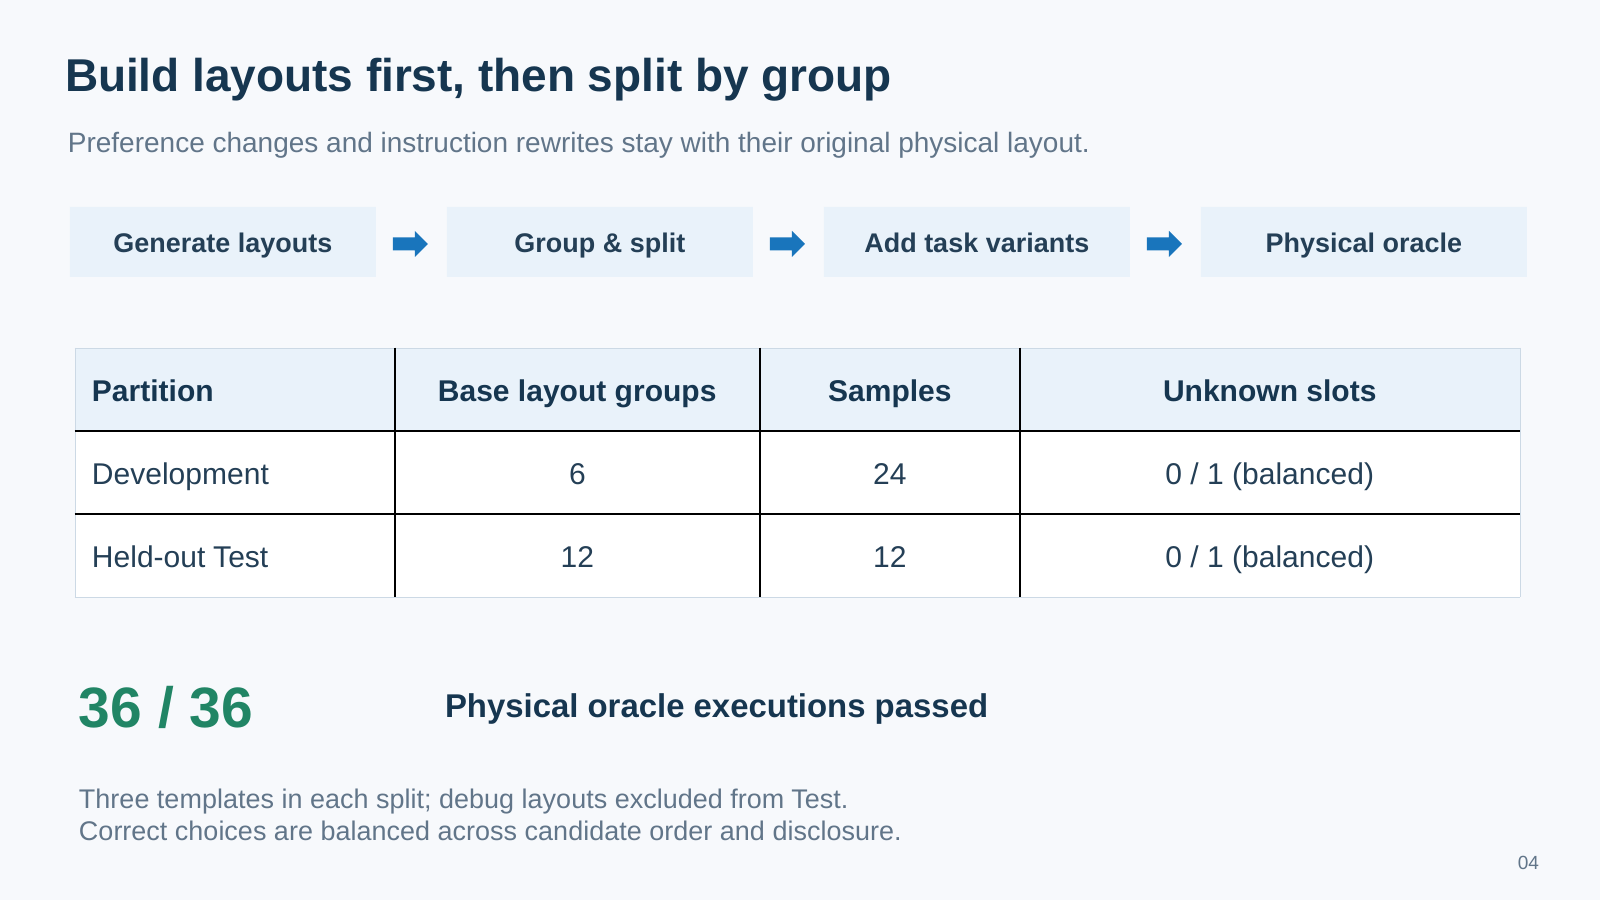 Build layouts first, then split by group
Preference changes and instruction rewrites stay with their original physical layout.
Generate layouts
Group & split
Add task variants
Physical oracle
Partition
Base layout groups
Samples
Unknown slots
Development
6
24
0 / 1 (balanced)
Held-out Test
12
12
0 / 1 (balanced)
36 / 36
Physical oracle executions passed
Three templates in each split; debug layouts excluded from Test.
Correct choices are balanced across candidate order and disclosure.
04